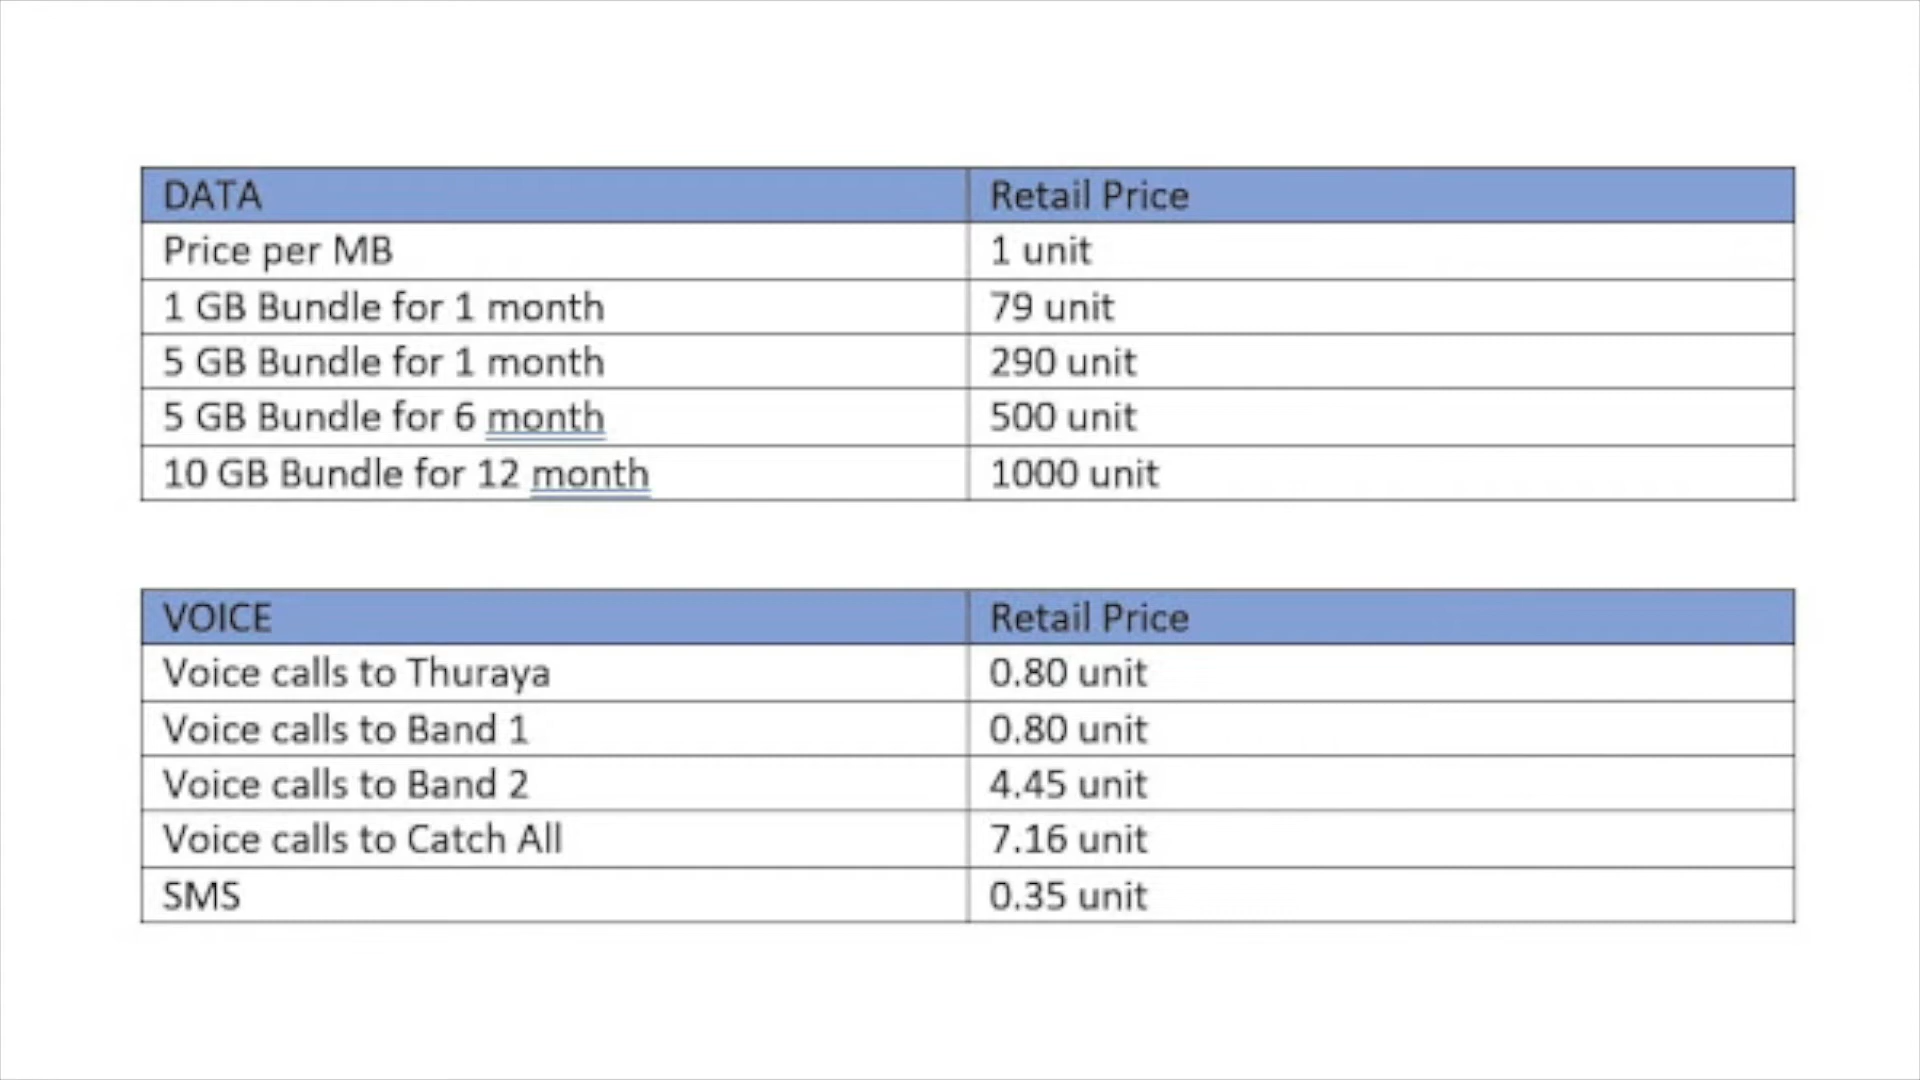 DATA Retail Price
Price per MB 1 unit
1 GB Bundle for 1 month 79 unit
5 GB Bundle for 1 month 290 unit
5 GB Bundle for 6 month 500 unit
10 GB Bundle for 12 month 1000 unit
VOICE Retail Price
Voice calls to Thuraya 0.80 unit
Voice calls to Band 1 0.80 unit
Voice calls to Band 2 4.45 unit
Voice calls to Catch All 7.16 unit
SMS 0.35 unit